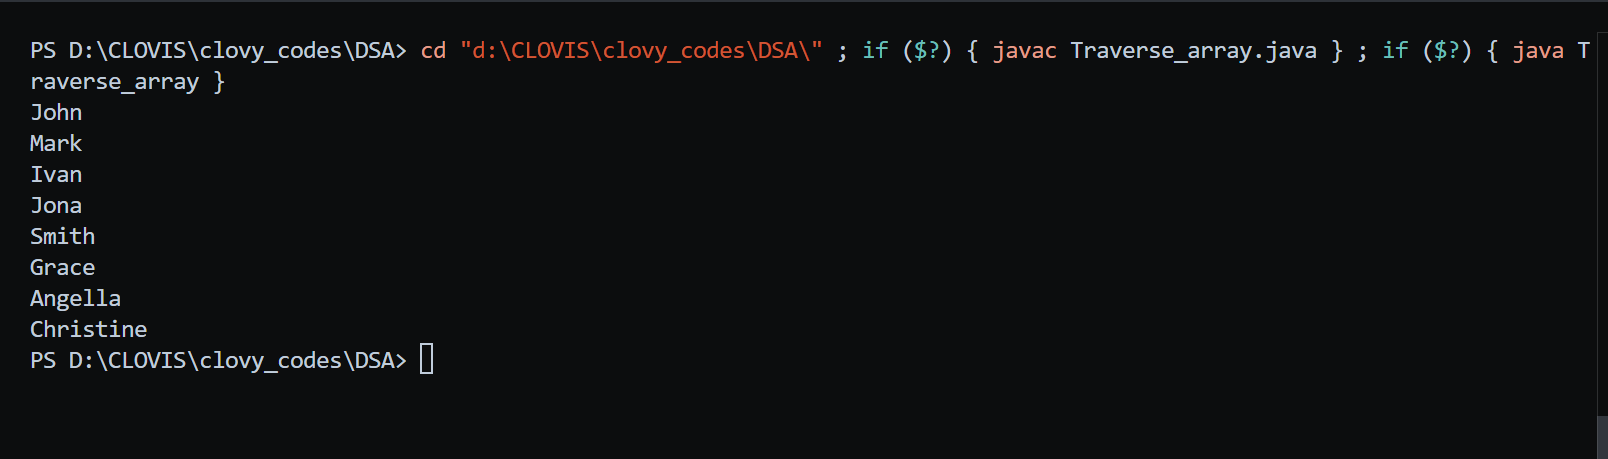 PS D:\CLOVIS\clovy_codes\DSA> cd "d:\CLOVIS\clovy_codes\DSA\" ; if ($?) { javac Traverse_array.java } ; if ($?) { java T
raverse_array }
John
Mark
Ivan
Jona
Smith
Grace
Angella
Christine
PS D:\CLOVIS\clovy_codes\DSA>